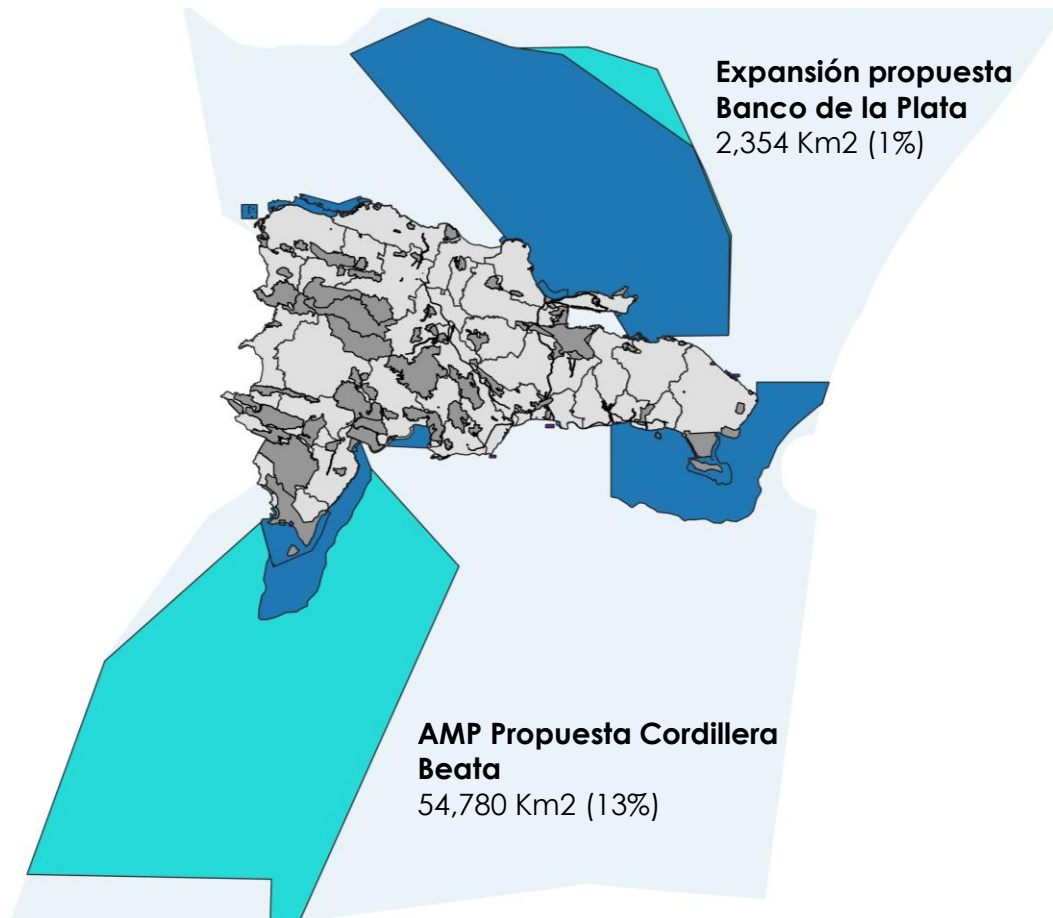 Expansión propuesta
Banco de la Plata
2,354 Km2 (1%)
AMP Propuesta Cordillera
Beata
54,780 Km2 (13%)